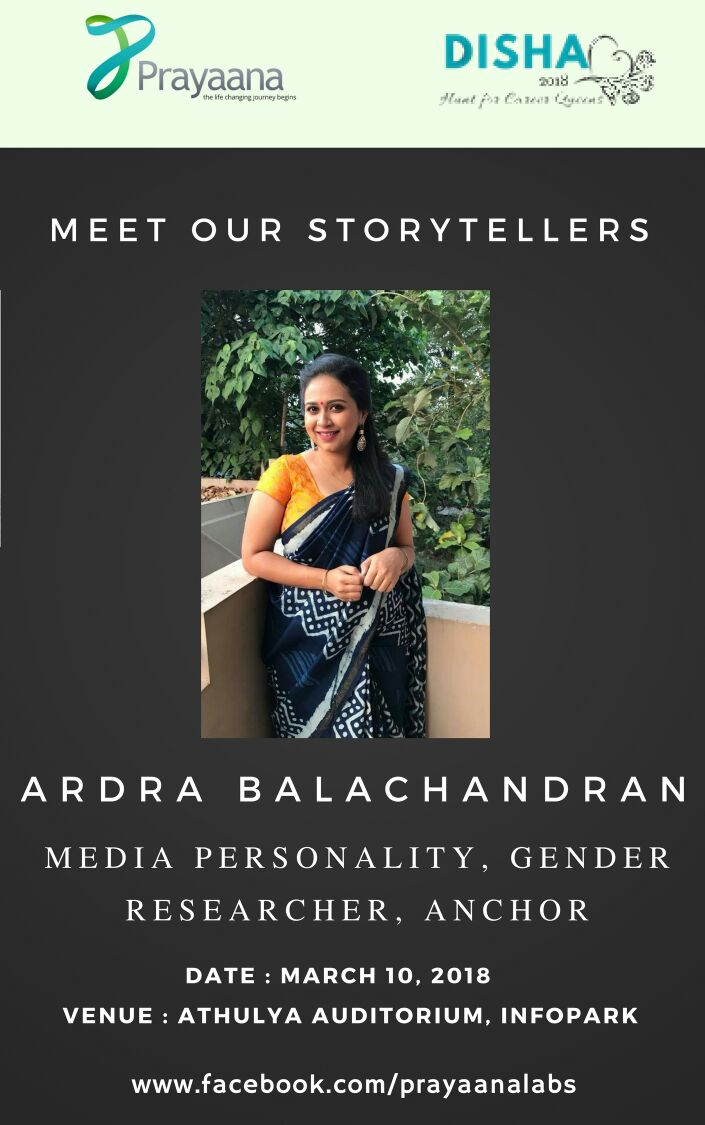 Prayaana
the life changing journey begins
DISHA
2018
Hunt for Career Queens
MEET OUR STORYTELLERS
ARDRA BALACHANDRAN
MEDIA PERSONALITY, GENDER
RESEARCHER, ANCHOR
DATE : MARCH 10, 2018
VENUE : ATHULYA AUDITORIUM, INFOPARK
www.facebook.com/prayaanalabs